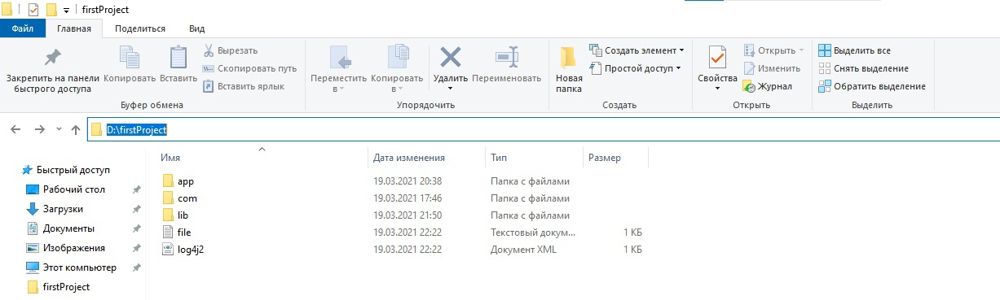 firstProject
Файл Главная Поделиться Вид
Закрепить на панели быстрого доступа
Копировать
Вставить
Вырезать
Скопировать путь
Вставить ярлык
Буфер обмена
Переместить в
Копировать в
Удалить
Переименовать
Упорядочить
Новая папка
Создать элемент
Простой доступ
Создать
Свойства
Открыть
Изменить
Журнал
Открыть
Выделить все
Снять выделение
Обратить выделение
Выделить
D:\firstProject
Быстрый доступ
Рабочий стол
Загрузки
Документы
Изображения
Этот компьютер
firstProject
Имя Дата изменения Тип Размер
app 19.03.2021 20:38 Папка с файлами
com 19.03.2021 17:46 Папка с файлами
lib 19.03.2021 21:50 Папка с файлами
file 19.03.2021 22:22 Текстовый докум... 1 КБ
log4j2 19.03.2021 22:22 Документ XML 1 КБ